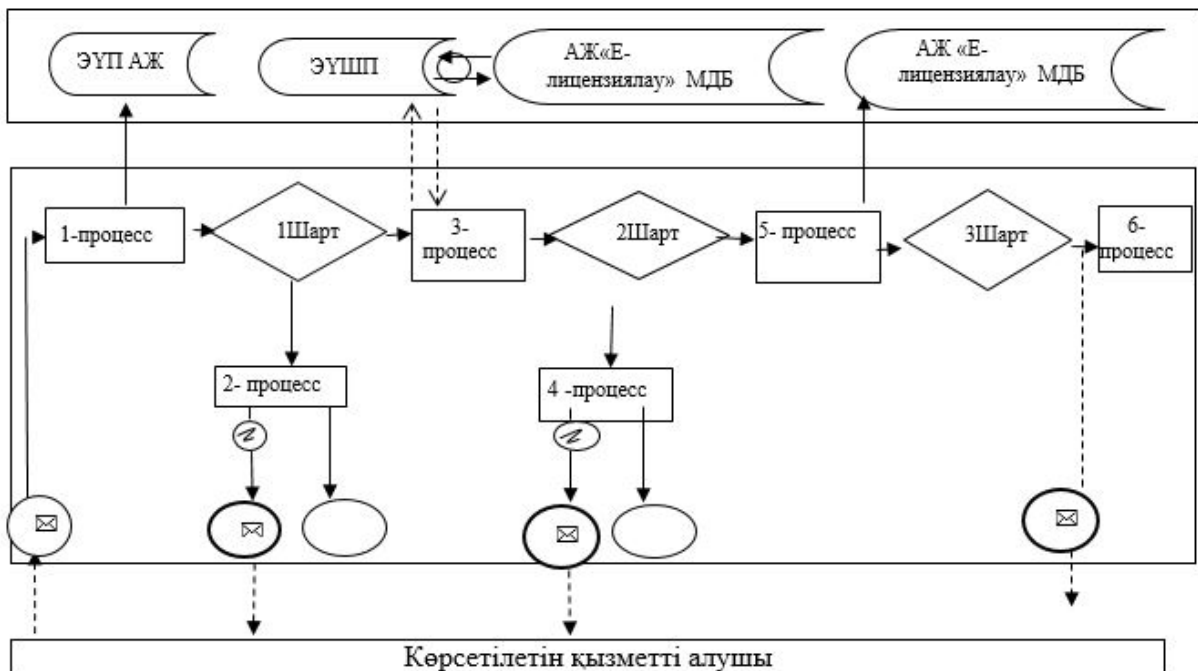 ЭҮП АЖ
ЭҮШП
АЖ«Е-
лицензиялау» МДБ
АЖ «Е-
лицензиялау» МДБ
1-процесс
1Шарт
3-
процесс
2Шарт
5- процесс
3Шарт
6-
процесс
2- процесс
4 -процесс
Көрсетілетін қызметті алушы